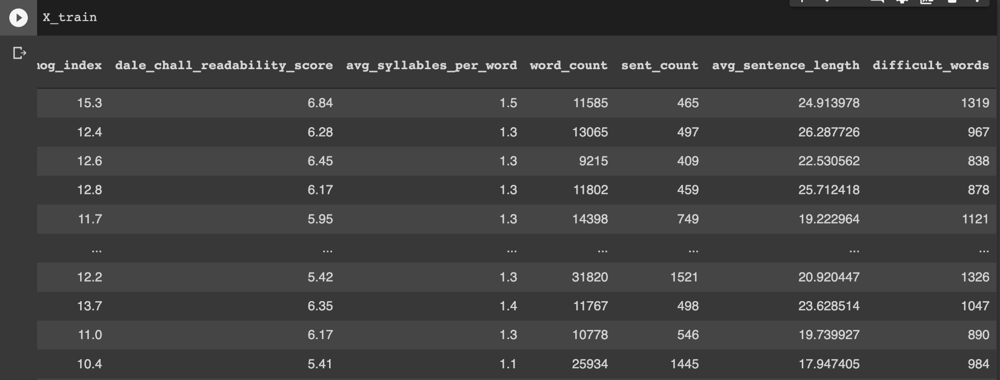 X_train
mog_index dale_chall_readability_score avg_syllables_per_word word_count sent_count avg_sentence_length difficult_words
15.3 6.84 1.5 11585 465 24.913978 1319
12.4 6.28 1.3 13065 497 26.287726 967
12.6 6.45 1.3 9215 409 22.530562 838
12.8 6.17 1.3 11802 459 25.712418 878
11.7 5.95 1.3 14398 749 19.222964 1121
... ... ... ... ... ... ...
12.2 5.42 1.3 31820 1521 20.920447 1326
13.7 6.35 1.4 11767 498 23.628514 1047
11.0 6.17 1.3 10778 546 19.739927 890
10.4 5.41 1.1 25934 1445 17.947405 984